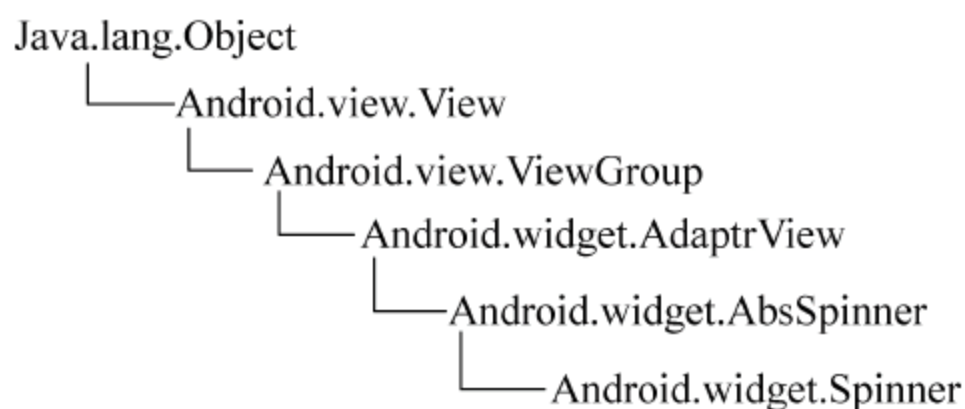 Java.lang.Object
Android.view.View
Android.view.ViewGroup
Android.widget.AdaptrView
Android.widget.AbsSpinner
Android.widget.Spinner